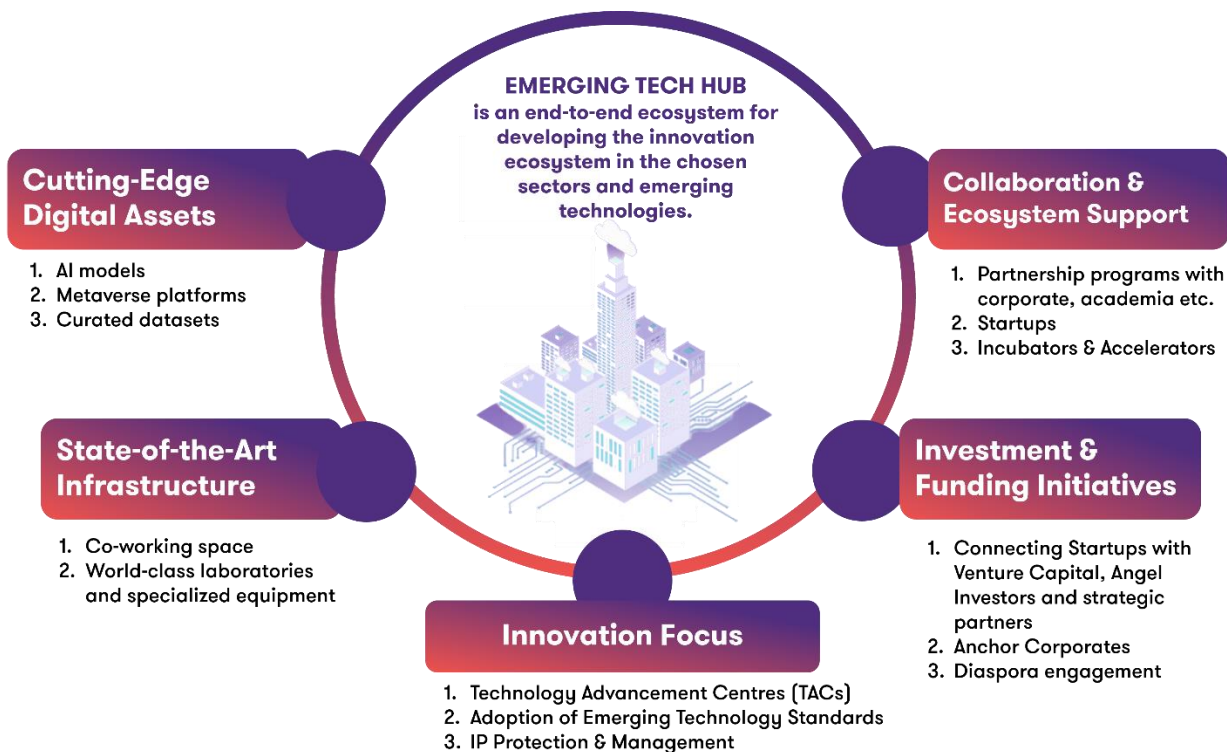 EMERGING TECH HUB
is an end-to-end ecosystem for
developing the innovation
ecosystem in the chosen
sectors and emerging
technologies.
Cutting-Edge
Digital Assets
1. AI models
2. Metaverse platforms
3. Curated datasets
Collaboration &
Ecosystem Support
1. Partnership programs with
corporate, academia etc.
2. Startups
3. Incubators & Accelerators
State-of-the-Art
Infrastructure
1. Co-working space
2. World-class laboratories
and specialized equipment
Investment &
Funding Initiatives
1. Connecting Startups with
Venture Capital, Angel
Investors and strategic
partners
2. Anchor Corporates
3. Diaspora engagement
Innovation Focus
1. Technology Advancement Centres (TACs)
2. Adoption of Emerging Technology Standards
3. IP Protection & Management